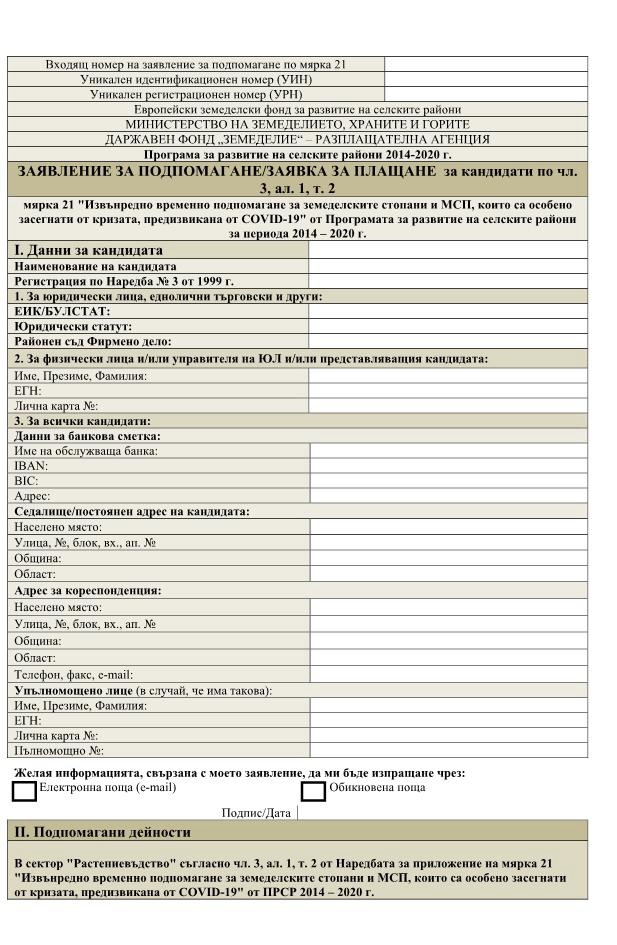 Входящ номер на заявление за подпомагане по мярка 21
Уникален идентификационен номер (УИН)
Уникален регистрационен номер (УРН)
Европейски земеделски фонд за развитие на селските райони
МИНИСТЕРСТВО НА ЗЕМЕДЕЛИЕТО, ХРАНИТЕ И ГОРИТЕ
ДАРЖАВЕН ФОНД „ЗЕМЕДЕЛИЕ“ – РАЗПЛАЩАТЕЛНА АГЕНЦИЯ
Програма за развитие на селските райони 2014-2020 г.
ЗАЯВЛЕНИЕ ЗА ПОДПОМАГАНЕ/ЗАЯВКА ЗА ПЛАЩАНЕ за кандидати по чл.
3, ал. 1, т. 2
мярка 21 "Извънредно временно подпомагане за земеделските стопани и МСП, които са особено
засегнати от кризата, предизвикана от COVID-19" от Програмата за развитие на селските райони
за периода 2014 – 2020 г.
I. Данни за кандидата
Наименование на кандидата
Регистрация по Наредба № 3 от 1999 г.
1. За юридически лица, еднолични търговски и други:
ЕИК/БУЛСТАТ:
Юридически статут:
Районен съд Фирмено дело:
2. За физически лица и/или управителя на ЮЛ и/или представляващия кандидата:
Име, Презиме, Фамилия:
ЕГН:
Лична карта №:
3. За всички кандидати:
Данни за банкова сметка:
Име на обслужваща банка:
IBAN:
BIC:
Адрес:
Седалище/постоянен адрес на кандидата:
Населено място:
Улица, №, блок, вх., ап. №
Община:
Област:
Адрес за кореспонденция:
Населено място:
Улица, №, блок, вх., ап. №
Община:
Област:
Телефон, факс, e-mail:
Упълномощено лице (в случай, че има такова):
Име, Презиме, Фамилия:
ЕГН:
Лична карта №:
Пълномощно №:
Желая информацията, свързана с моето заявление, да ми бъде изпращане чрез:
Електронна поща (e-mail) Обикновена поща
Подпис/Дата
II. Подпомагани дейности
В сектор "Растениевъдство" съгласно чл. 3, ал. 1, т. 2 от Наредбата за приложение на мярка 21
"Извънредно временно подпомагане за земеделските стопани и МСП, които са особено засегнати
от кризата, предизвикана от COVID-19" от ПРСР 2014 – 2020 г.